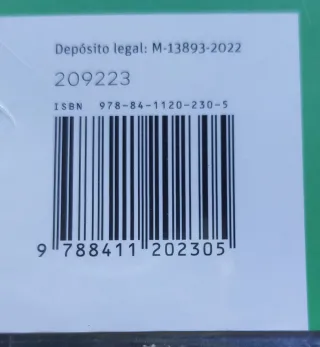 Depósito legal: M-13893-2022
209223
ISBN 978-84-1120-230-5
9 788411 202305